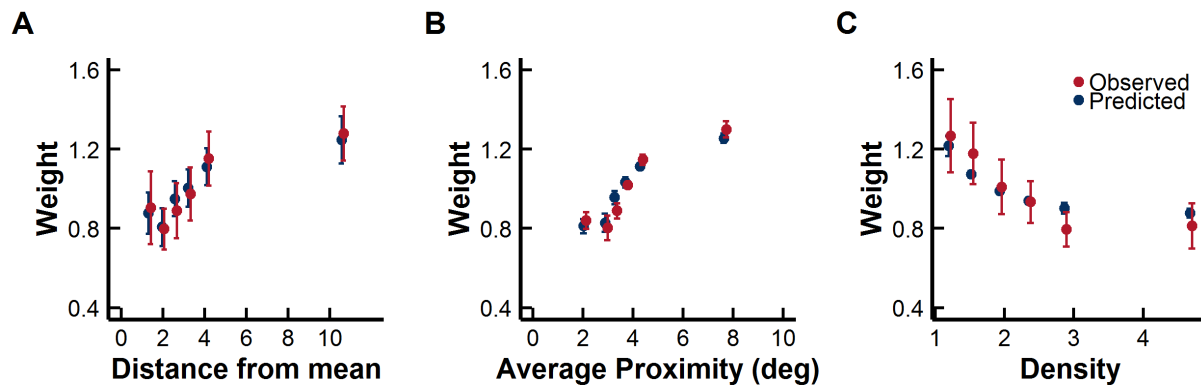 A
B
C
1.6
1.2
0.8
0.4
Weight
0 2 4 6 8 10
Distance from mean
1.6
1.2
0.8
0.4
Weight
0 2 4 6 8 10
Average Proximity (deg)
1.6
1.2
0.8
0.4
Weight
Observed
Predicted
1 2 3 4
Density